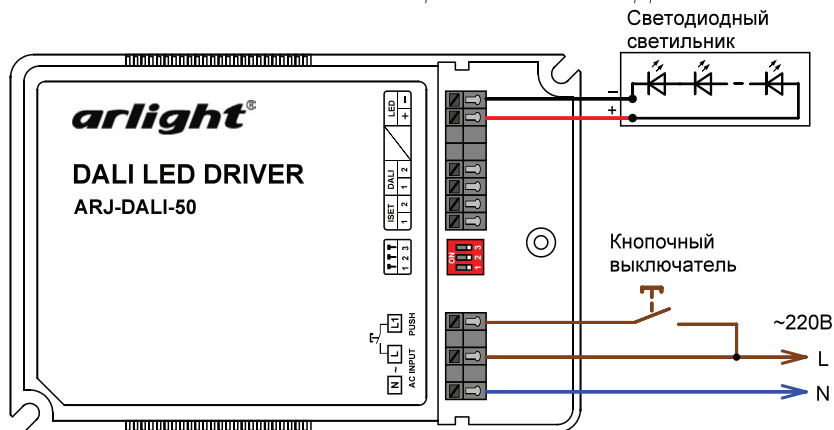 Светодиодный
светильник
arlight®
DALI LED DRIVER
ARJ-DALI-50
LED
+ −
DALI
1 2
ISET
1 2
1 2 3
ON
1 2 3
− +
Кнопочный
выключатель
L1 PUSH
L
~ AC INPUT
N
~220В
L
N